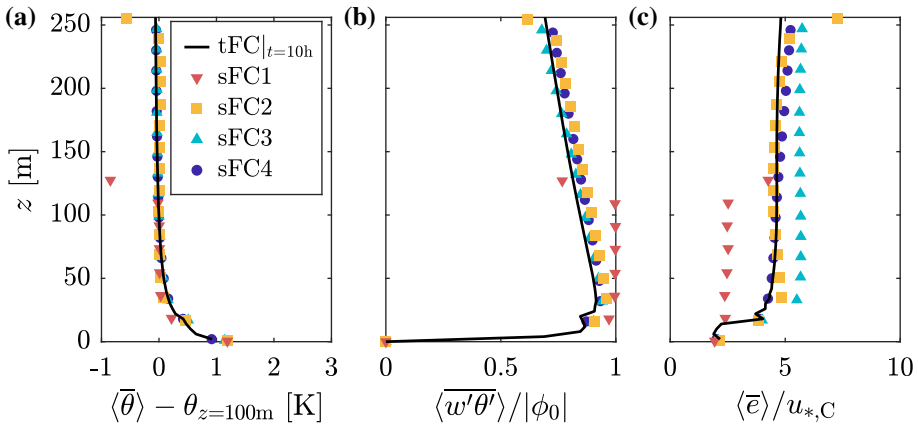 (a) (b) (c)
250
200
150
100
50
0
z [m]
tFC|t=10h
sFC1
sFC2
sFC3
sFC4
-1 0 1 2 3
0 0.5 1
0 5 10
⟨θ̅⟩ − θz=100m [K]
⟨w′θ′⟩/|ϕ0|
⟨e̅⟩/u∗,C